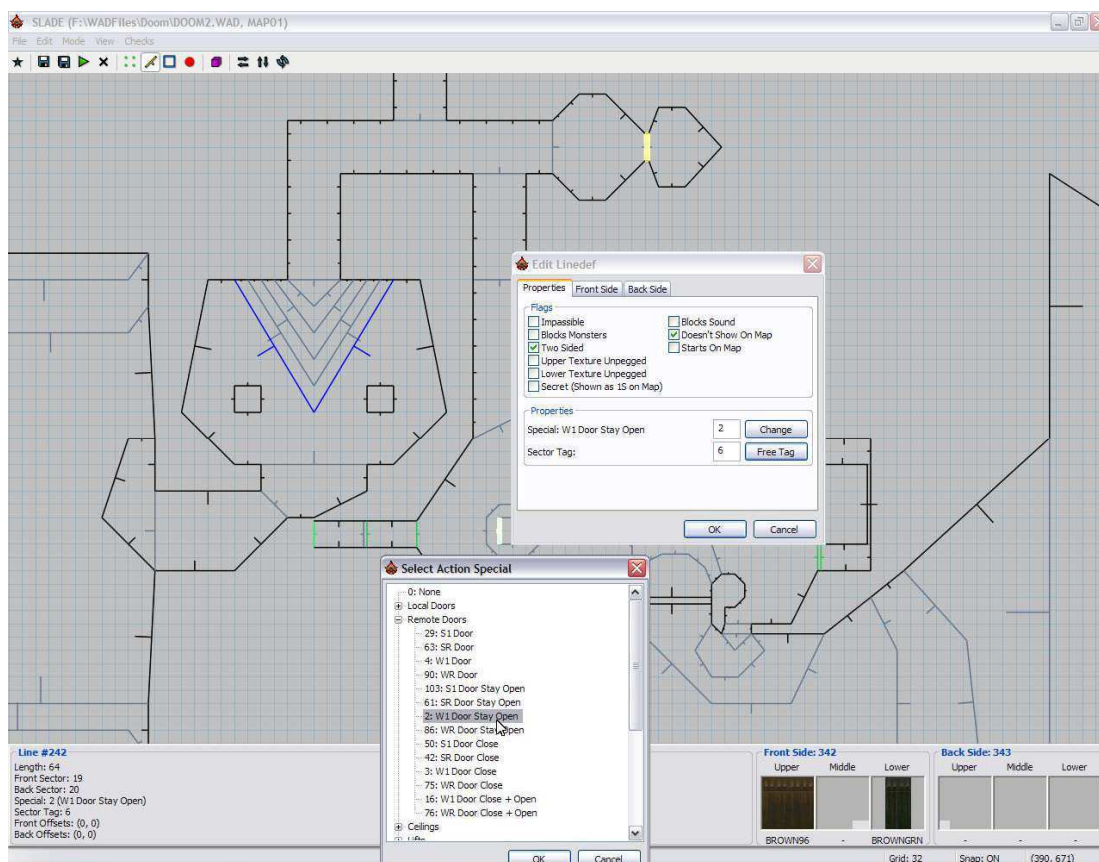 SLADE (F:\WADFiles\Doom\DOOM2.WAD, MAP01)
File Edit Mode View Checks
Edit Linedef
Properties Front Side Back Side
Flags
Impassible Blocks Sound
Blocks Monsters Doesn't Show On Map
Two Sided Starts On Map
Upper Texture Unpegged
Lower Texture Unpegged
Secret (Shown as 1S on Map)
Properties
Special: W1 Door Stay Open 2 Change
Sector Tag: 6 Free Tag
OK Cancel
Select Action Special
0: None
Local Doors
Remote Doors
29: S1 Door
63: SR Door
4: W1 Door
90: WR Door
103: S1 Door Stay Open
61: SR Door Stay Open
2: W1 Door Stay Open
86: WR Door Stay Open
50: S1 Door Close
42: SR Door Close
3: W1 Door Close
75: WR Door Close
16: W1 Door Close + Open
76: WR Door Close + Open
Ceilings
Lifts
OK Cancel
Line #242
Length: 64
Front Sector: 19
Back Sector: 20
Special: 2 (W1 Door Stay Open)
Sector Tag: 6
Front Offsets: (0, 0)
Back Offsets: (0, 0)
Front Side: 342
Upper Middle Lower
BROWN96 - BROWNGRN
Back Side: 343
Upper Middle Lower
- - -
Grid: 32 Snap: ON (390, 671)